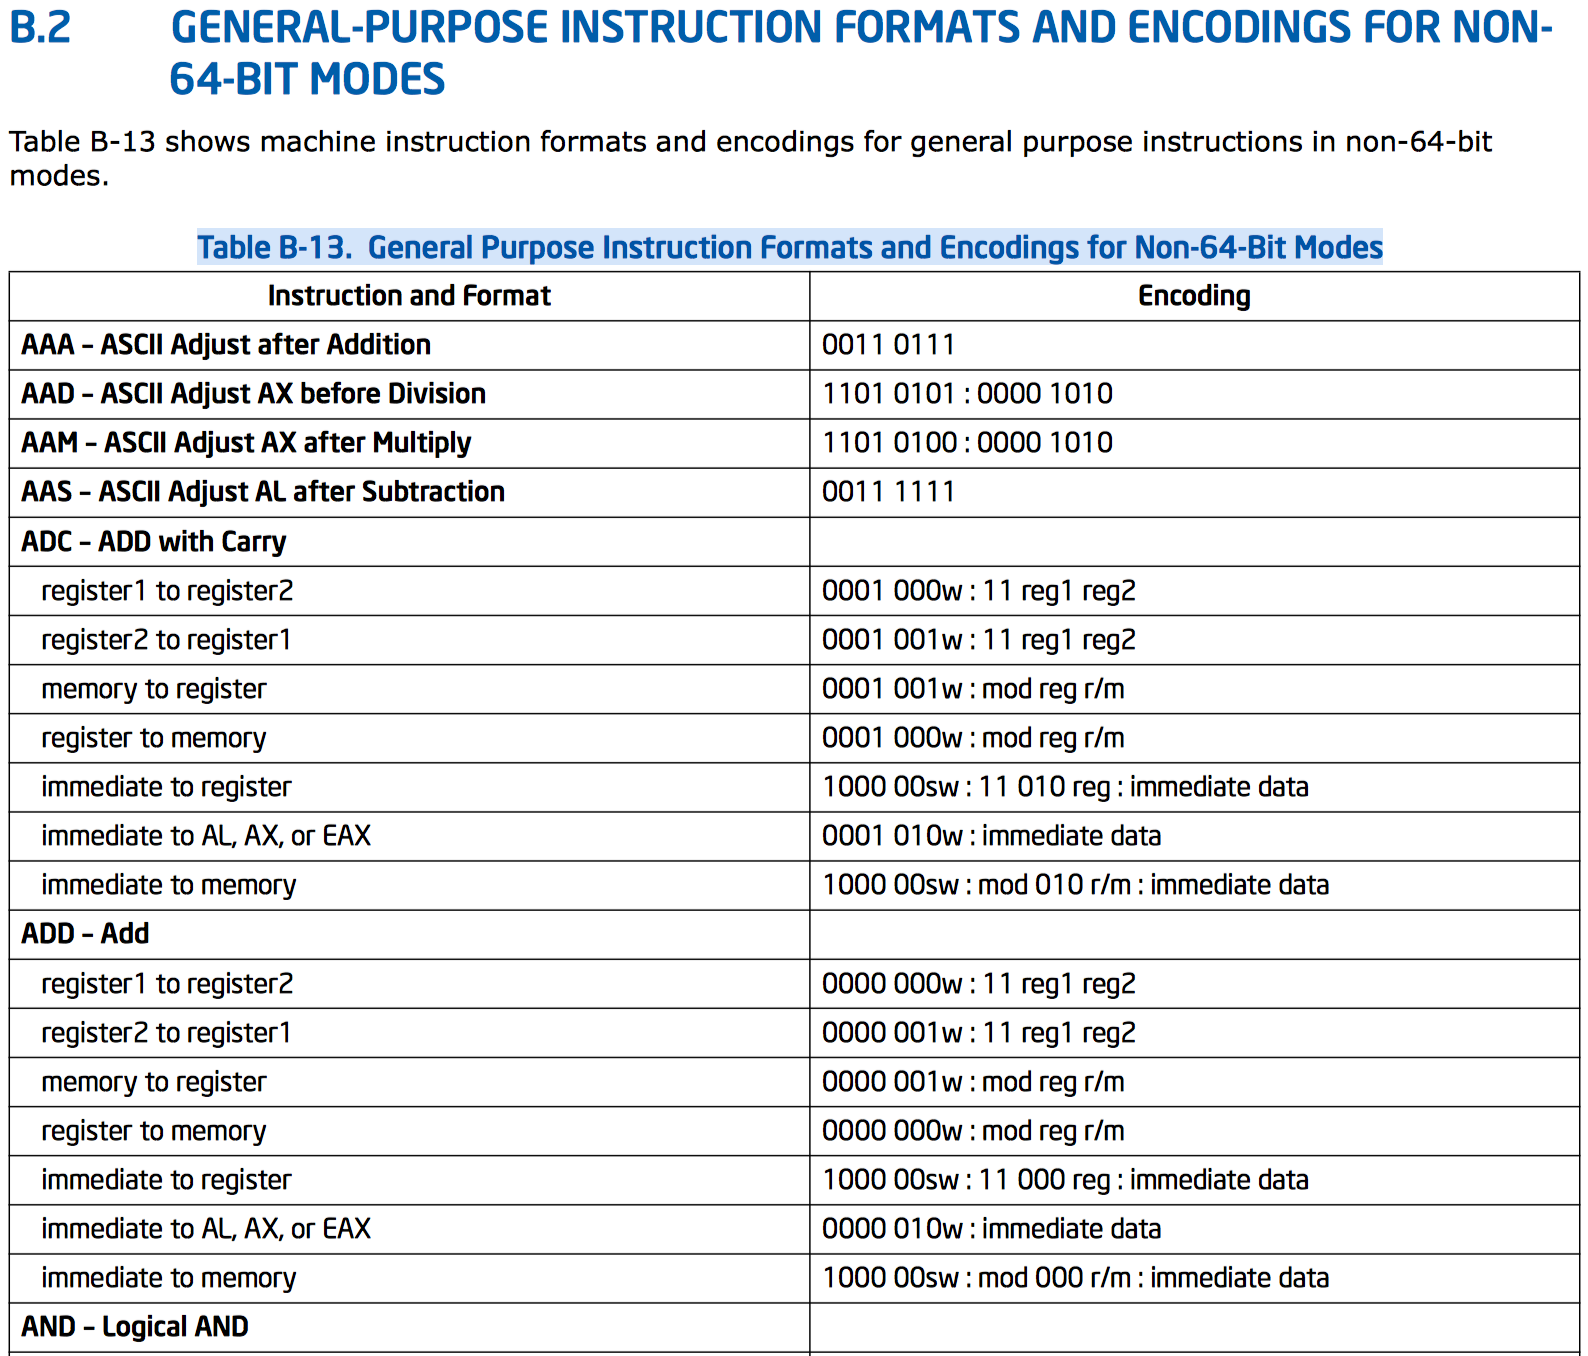 B.2 GENERAL-PURPOSE INSTRUCTION FORMATS AND ENCODINGS FOR NON-
64-BIT MODES
Table B-13 shows machine instruction formats and encodings for general purpose instructions in non-64-bit
modes.
Table B-13. General Purpose Instruction Formats and Encodings for Non-64-Bit Modes
Instruction and Format Encoding
AAA – ASCII Adjust after Addition 0011 0111
AAD – ASCII Adjust AX before Division 1101 0101 : 0000 1010
AAM – ASCII Adjust AX after Multiply 1101 0100 : 0000 1010
AAS – ASCII Adjust AL after Subtraction 0011 1111
ADC – ADD with Carry
register1 to register2 0001 000w : 11 reg1 reg2
register2 to register1 0001 001w : 11 reg1 reg2
memory to register 0001 001w : mod reg r/m
register to memory 0001 000w : mod reg r/m
immediate to register 1000 00sw : 11 010 reg : immediate data
immediate to AL, AX, or EAX 0001 010w : immediate data
immediate to memory 1000 00sw : mod 010 r/m : immediate data
ADD – Add
register1 to register2 0000 000w : 11 reg1 reg2
register2 to register1 0000 001w : 11 reg1 reg2
memory to register 0000 001w : mod reg r/m
register to memory 0000 000w : mod reg r/m
immediate to register 1000 00sw : 11 000 reg : immediate data
immediate to AL, AX, or EAX 0000 010w : immediate data
immediate to memory 1000 00sw : mod 000 r/m : immediate data
AND – Logical AND